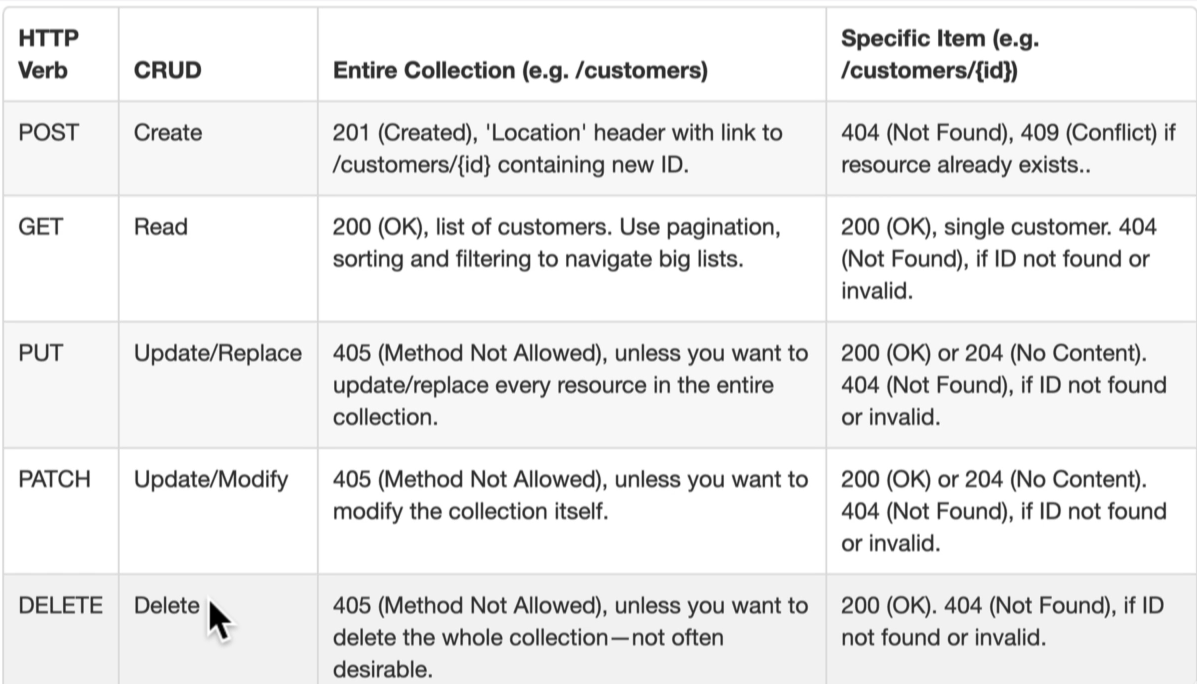 HTTP
Verb
CRUD
Entire Collection (e.g. /customers)
Specific Item (e.g.
/customers/{id})
POST
Create
201 (Created), 'Location' header with link to
/customers/{id} containing new ID.
404 (Not Found), 409 (Conflict) if
resource already exists..
GET
Read
200 (OK), list of customers. Use pagination,
sorting and filtering to navigate big lists.
200 (OK), single customer. 404
(Not Found), if ID not found or
invalid.
PUT
Update/Replace
405 (Method Not Allowed), unless you want to
update/replace every resource in the entire
collection.
200 (OK) or 204 (No Content).
404 (Not Found), if ID not found
or invalid.
PATCH
Update/Modify
405 (Method Not Allowed), unless you want to
modify the collection itself.
200 (OK) or 204 (No Content).
404 (Not Found), if ID not found
or invalid.
DELETE
Delete
405 (Method Not Allowed), unless you want to
delete the whole collection—not often
desirable.
200 (OK). 404 (Not Found), if ID
not found or invalid.